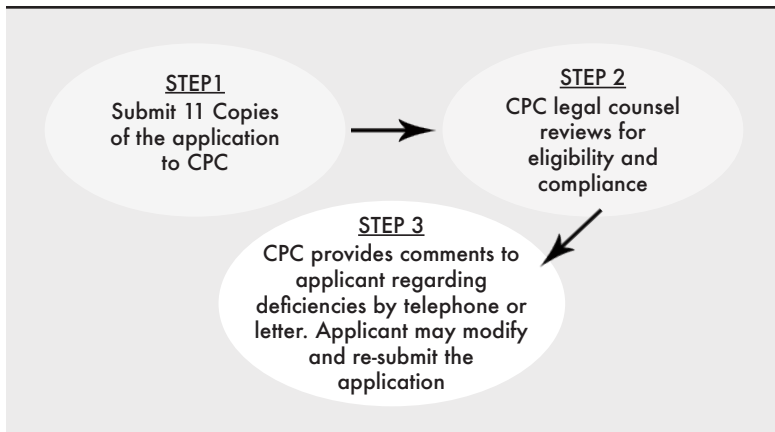 STEP1
Submit 11 Copies
of the application
to CPC
STEP 2
CPC legal counsel
reviews for
eligibility and
compliance
STEP 3
CPC provides comments to
applicant regarding
deficiencies by telephone or
letter. Applicant may modify
and re-submit the
application